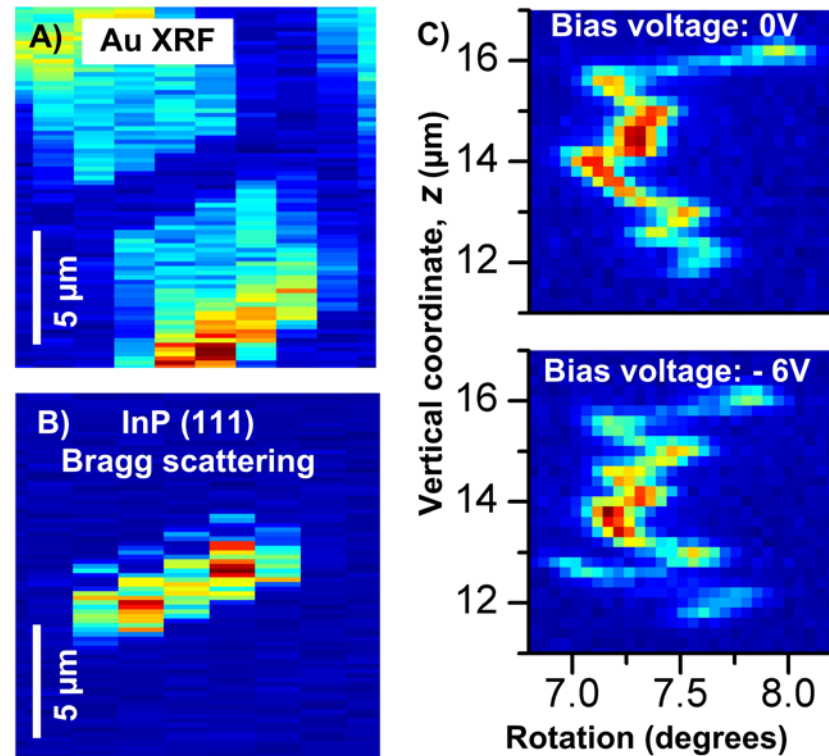 A)
Au XRF
5 µm
B)
InP (111)
Bragg scattering
5 µm
C)
Bias voltage: 0V
16
14
12
Bias voltage: - 6V
16
14
12
Vertical coordinate, z (µm)
7.0
7.5
8.0
Rotation (degrees)